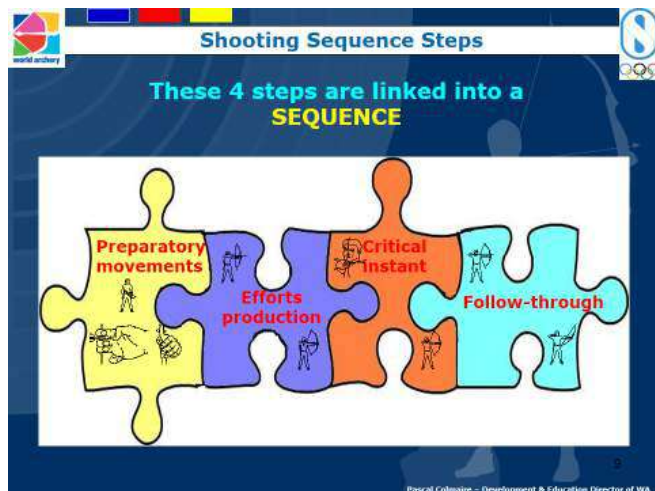 Shooting Sequence Steps
world archery
These 4 steps are linked into a
SEQUENCE
Preparatory
movements
Efforts
production
Critical
instant
Follow-through
9
Pascal Colmaire – Development & Education Director of WA